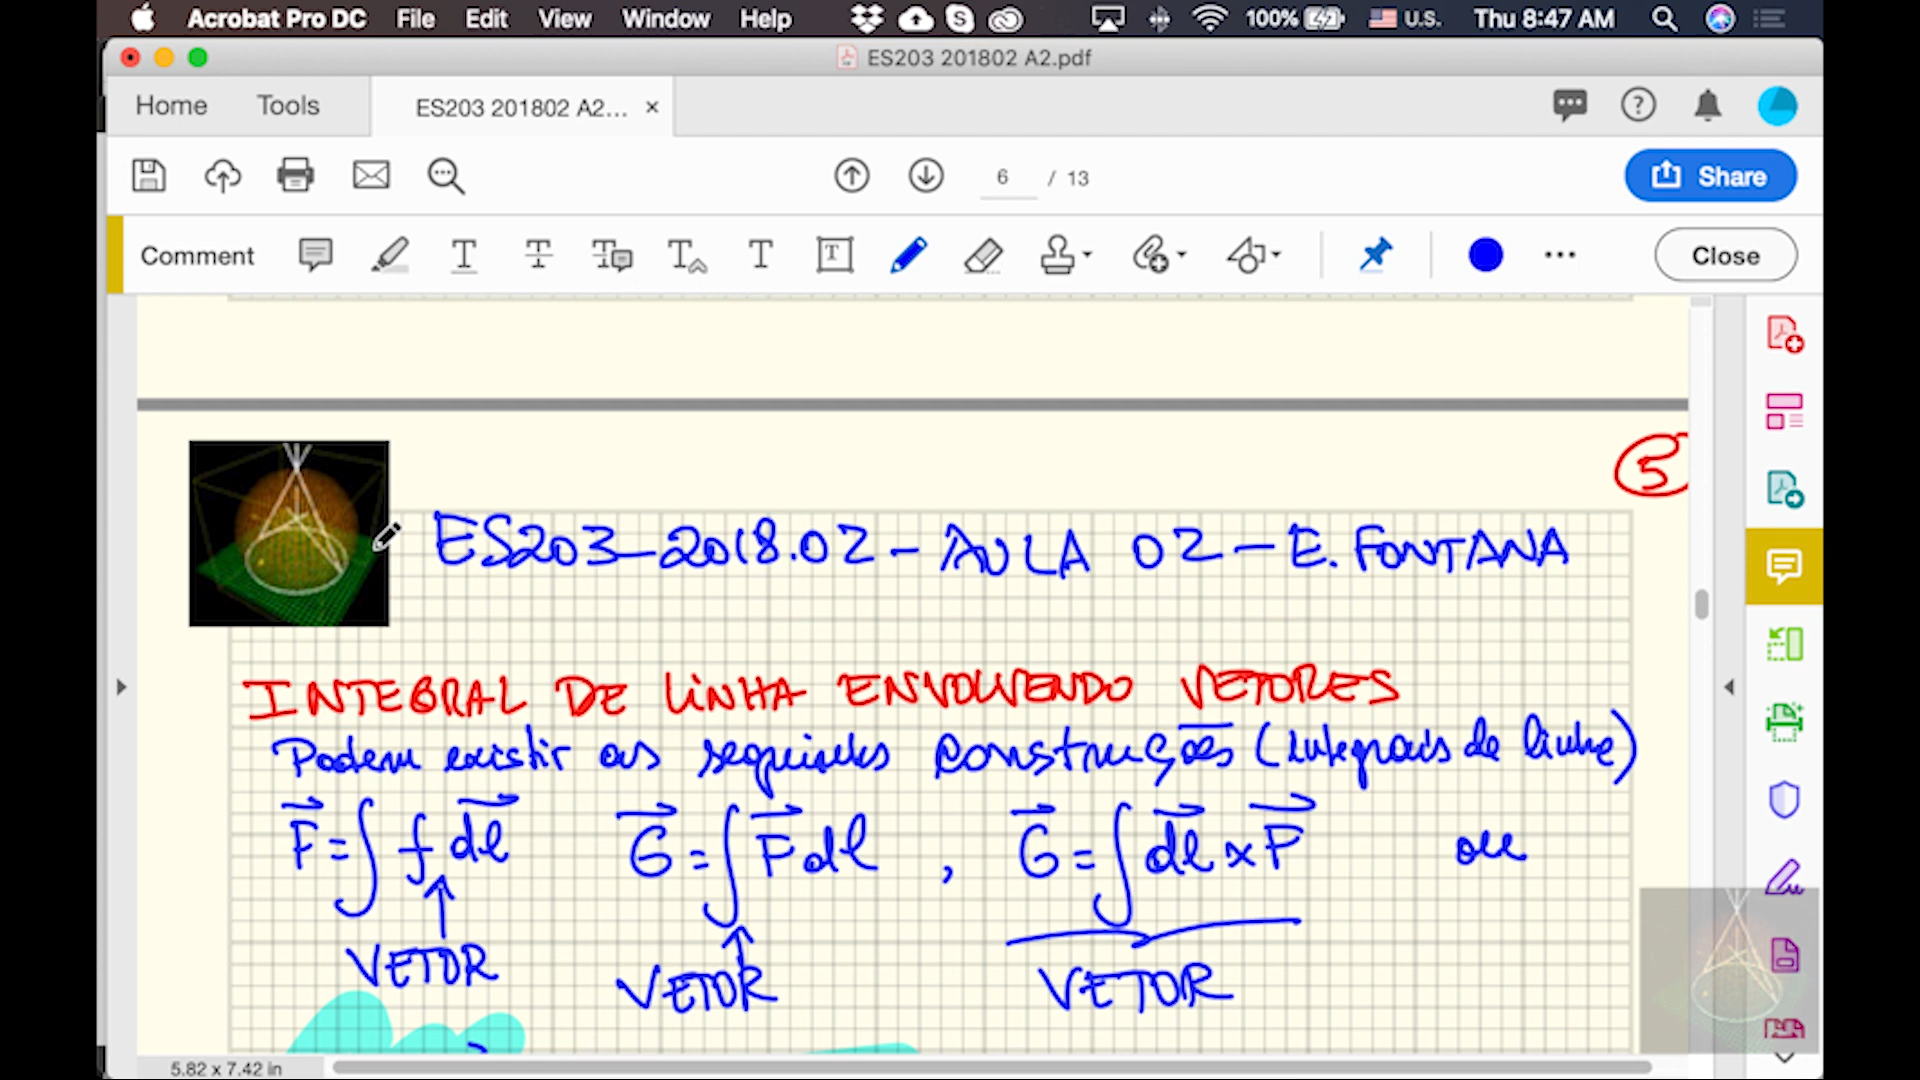 Acrobat Pro DC File Edit View Window Help 100% U.S. Thu 8:47 AM
ES203 201802 A2.pdf
Home Tools ES203 201802 A2... ×
6 / 13 Share
Comment Close
5
ES203-2018.02 - AULA 02 - E. FONTANA
INTEGRAL DE LINHA ENVOLVENDO VETORES
Podem existir as seguintes construções (integrais de linha)
F⃗ = ∫ f dl⃗ G⃗ = ∫ F⃗ dl , G⃗ = ∫ dl⃗ × F⃗ ou
VETOR VETOR VETOR
5.82 x 7.42 in